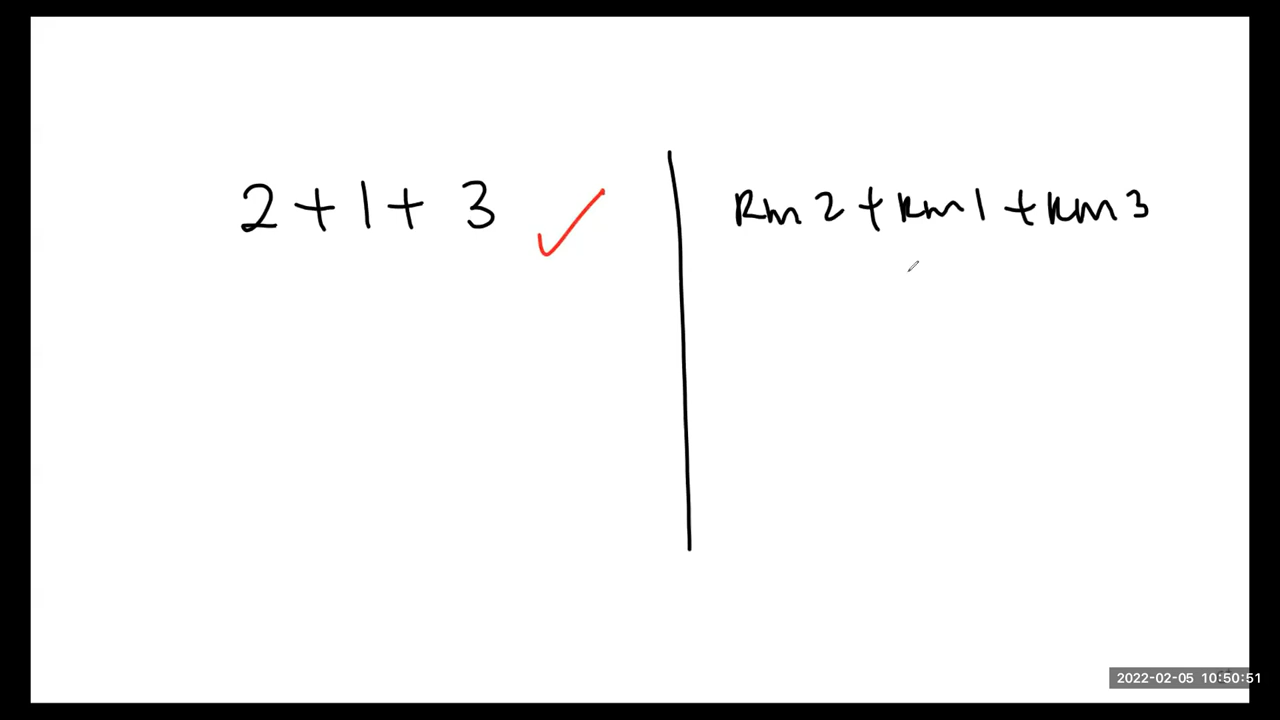 2 + 1 + 3 ✓
Rm 2 + Rm 1 + Rm 3
2022-02-05 10:50:51